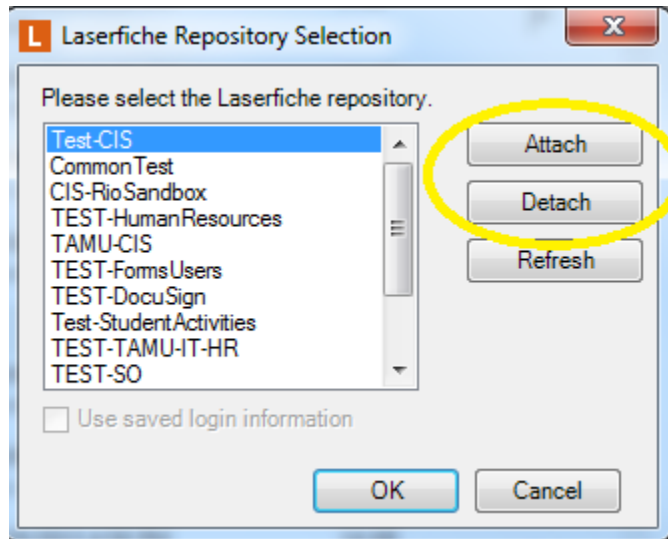 L Laserfiche Repository Selection
Please select the Laserfiche repository.
Test-CIS
CommonTest
CIS-RioSandbox
TEST-HumanResources
TAMU-CIS
TEST-FormsUsers
TEST-DocuSign
Test-StudentActivities
TEST-TAMU-IT-HR
TEST-SO
Attach
Detach
Refresh
Use saved login information
OK
Cancel